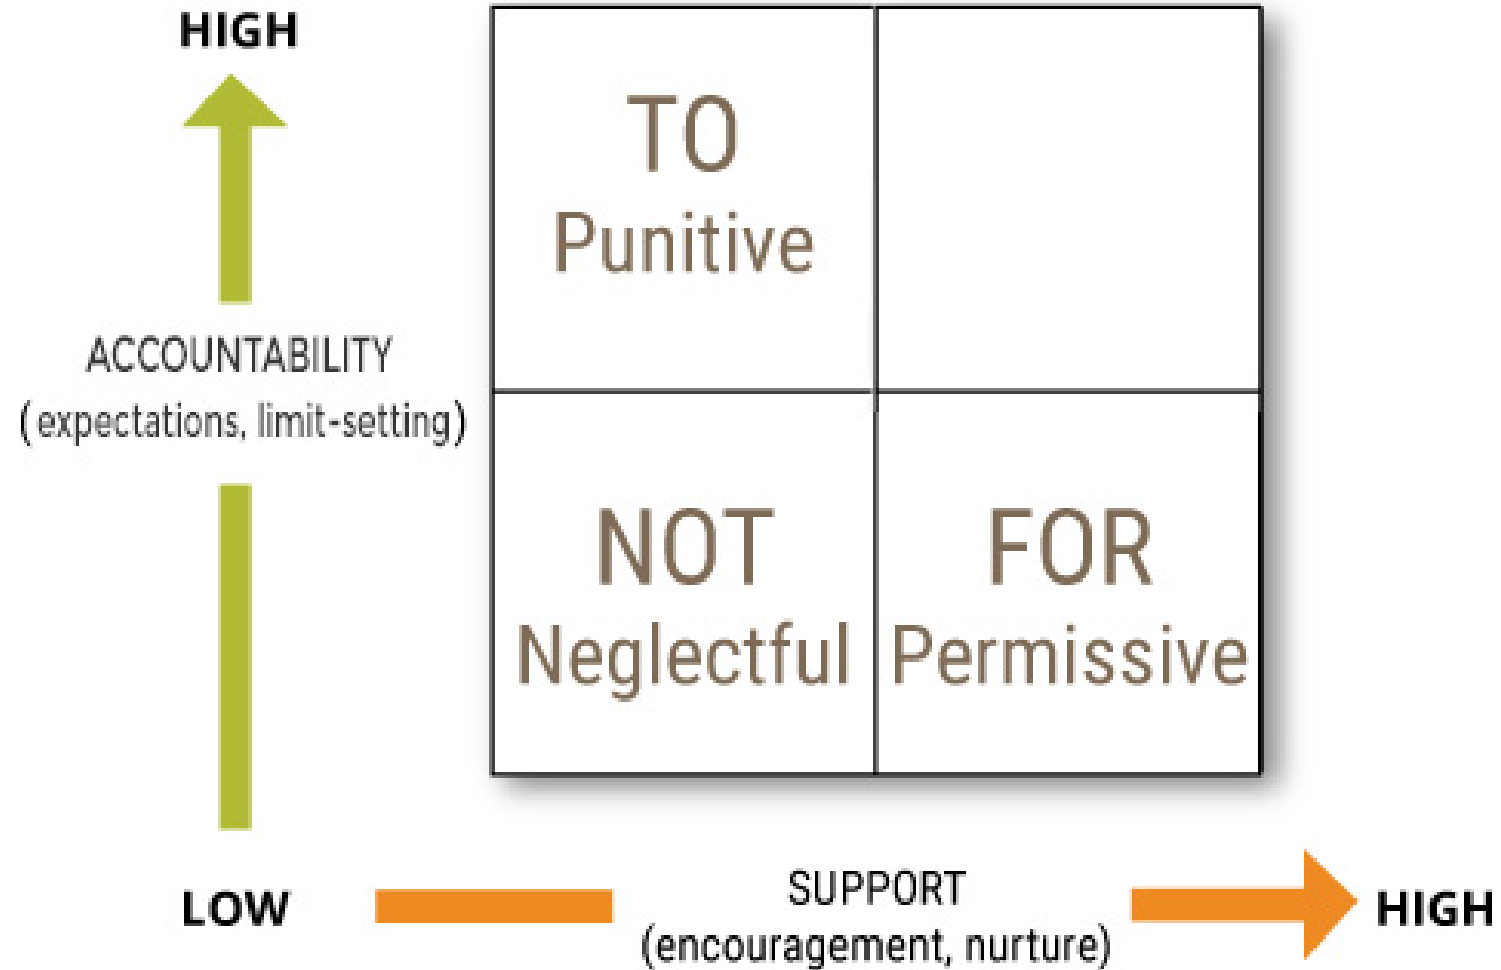 HIGH
TO
Punitive
ACCOUNTABILITY
(expectations, limit-setting)
NOT
Neglectful
FOR
Permissive
LOW
SUPPORT
(encouragement, nurture)
HIGH